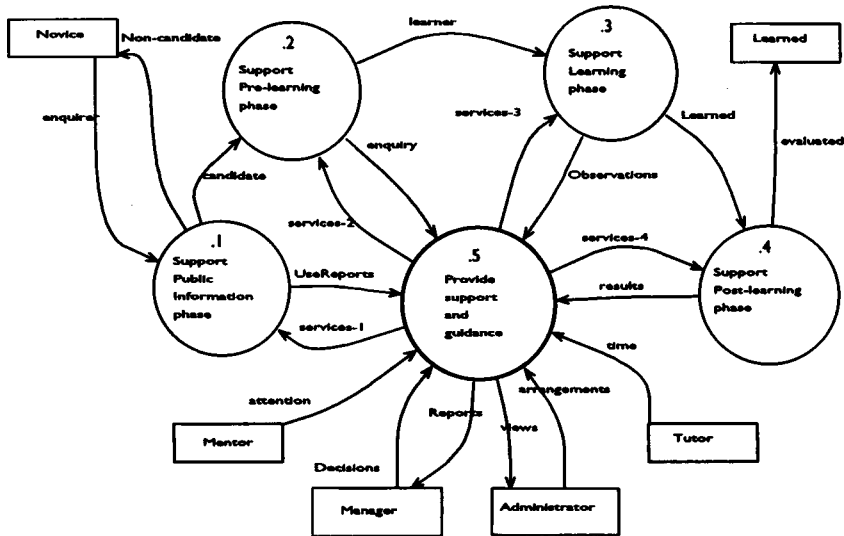 Novice
Non-candidate
enquirer
.2
Support
Pre-learning
phase
learner
.3
Support
Learning
phase
Learned
services-3
Learned
evaluated
enquiry
candidate
Observations
services-2
.1
Support
Public
Information
phase
UseReports
services-1
.5
Provide
support
and
guidance
services-4
results
.4
Support
Post-learning
phase
time
attention
arrangements
Reports
views
Mentor
Tutor
Decisions
Manager
Administrator